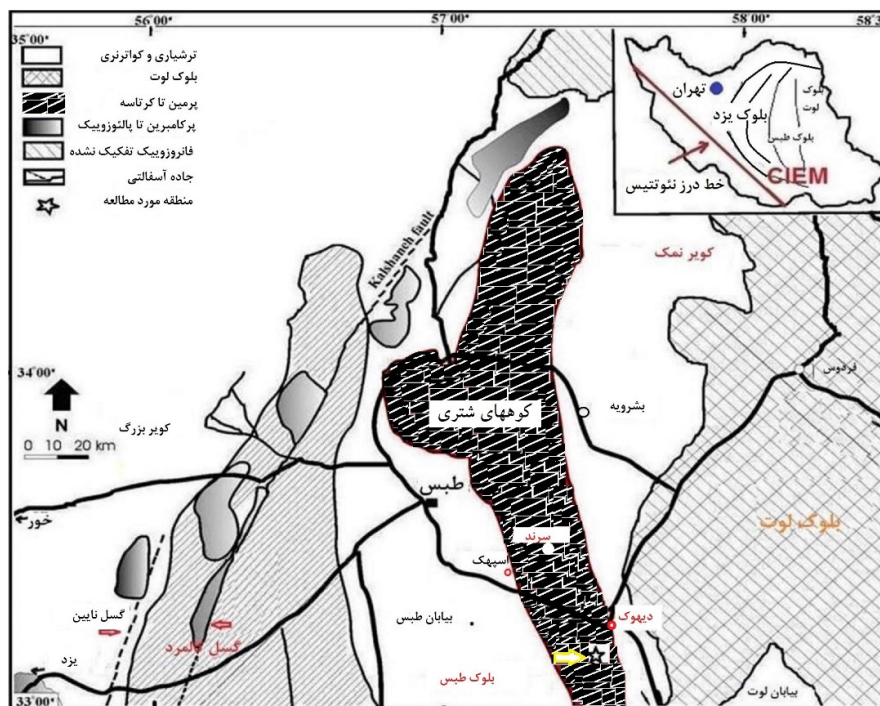 56°00'
57°00'
58°00'
58°3
35°00'
ترشیاری و کواترنری
بلوک لوت
پرمین تا کرتاسه
پرکامبرین تا پالئوزوییک
فانروزوییک تفکیک نشده
جاده آسفالتی
منطقه مورد مطالعه
تهران
بلوک یزد
بلوک
لوت
بلوک طبس
CIEM
خط درز نئوتتیس
Kalshaneh fault
کویر نمک
34°00'
فردوس
N
0 10 20 km
کویر بزرگ
کوههای شتری
بشرویه
طبس
خور
بلوک لوت
سرند
اسپهک
گسل نایین
گسل کالمرد
بیابان طبس
دیهوک
یزد
بلوک طبس
بیابان لوت
33°00'